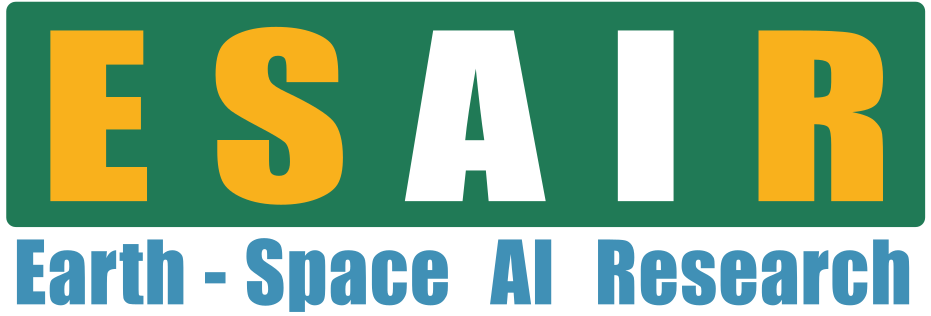 ESAIR
Earth - Space AI Research